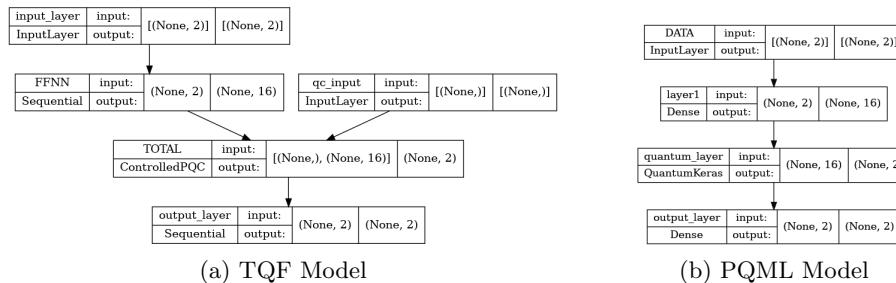 input_layer input: [(None, 2)] [(None, 2)]
InputLayer output:
FFNN input: (None, 2) (None, 16)
Sequential output:
qc_input input: [(None,)] [(None,)]
InputLayer output:
TOTAL input: [(None,), (None, 16)] (None, 2)
ControlledPQC output:
output_layer input: (None, 2) (None, 2)
Sequential output:
(a) TQF Model
DATA input: [(None, 2)] [(None, 2)]
InputLayer output:
layer1 input: (None, 2) (None, 16)
Dense output:
quantum_layer input: (None, 16) (None, 2
QuantumKeras output:
output_layer input: (None, 2) (None, 2)
Dense output:
(b) PQML Model